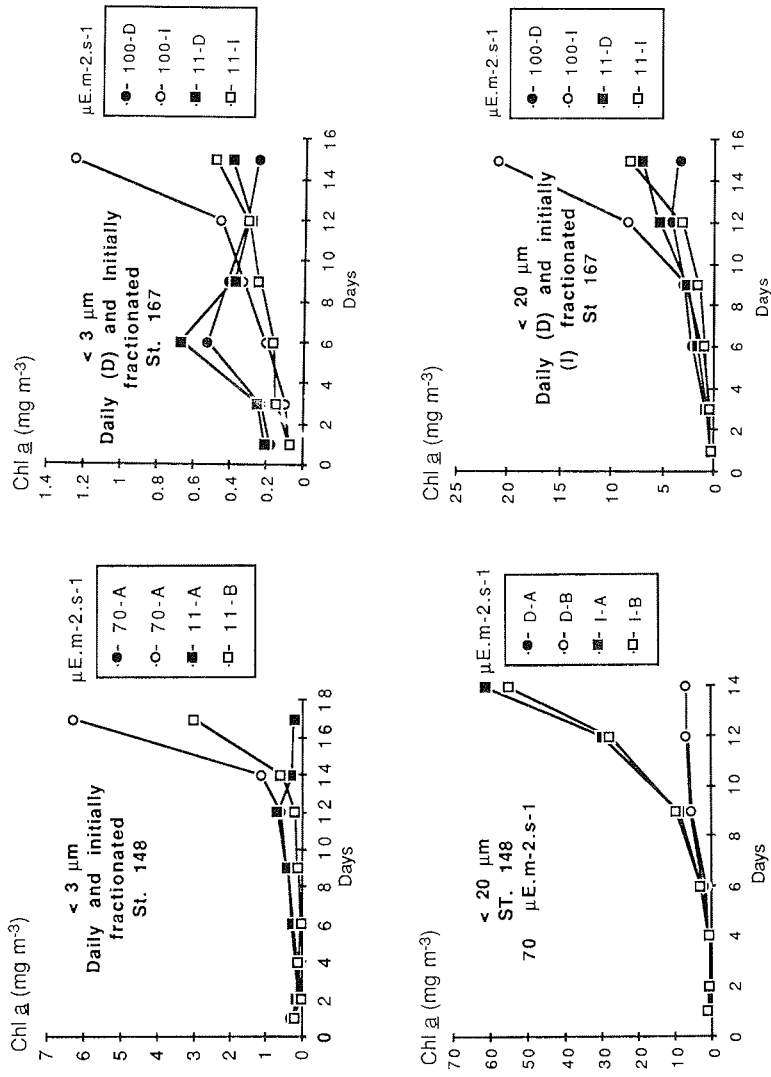 Chl a (mg m-3)
7
6
5
4
3
2
1
0
< 3 µm
Daily and initially
fractionated
St. 148
0 2 4 6 8 10 12 14 16 18
Days
µE.m-2.s-1
70-A
70-A
11-A
11-B
Chl a (mg m-3)
1.4
1.2
1
0.8
0.6
0.4
0.2
0
< 3 µm
Daily (D) and Initially
fractionated
St. 167
0 2 4 6 8 10 12 14 16
Days
µE.m-2.s-1
100-D
100-I
11-D
11-I
Chl a (mg m-3)
70
60
50
40
30
20
10
0
< 20 µm
ST. 148
70 µE.m-2.s-1
0 2 4 6 8 10 12 14
Days
µE.m-2.s-1
D-A
D-B
I-A
I-B
Chl a (mg m-3)
25
20
15
10
5
0
< 20 µm
Daily (D) and initially
(I) fractionated
St 167
0 2 4 6 8 10 12 14 16
Days
µE.m-2.s-1
100-D
100-I
11-D
11-I